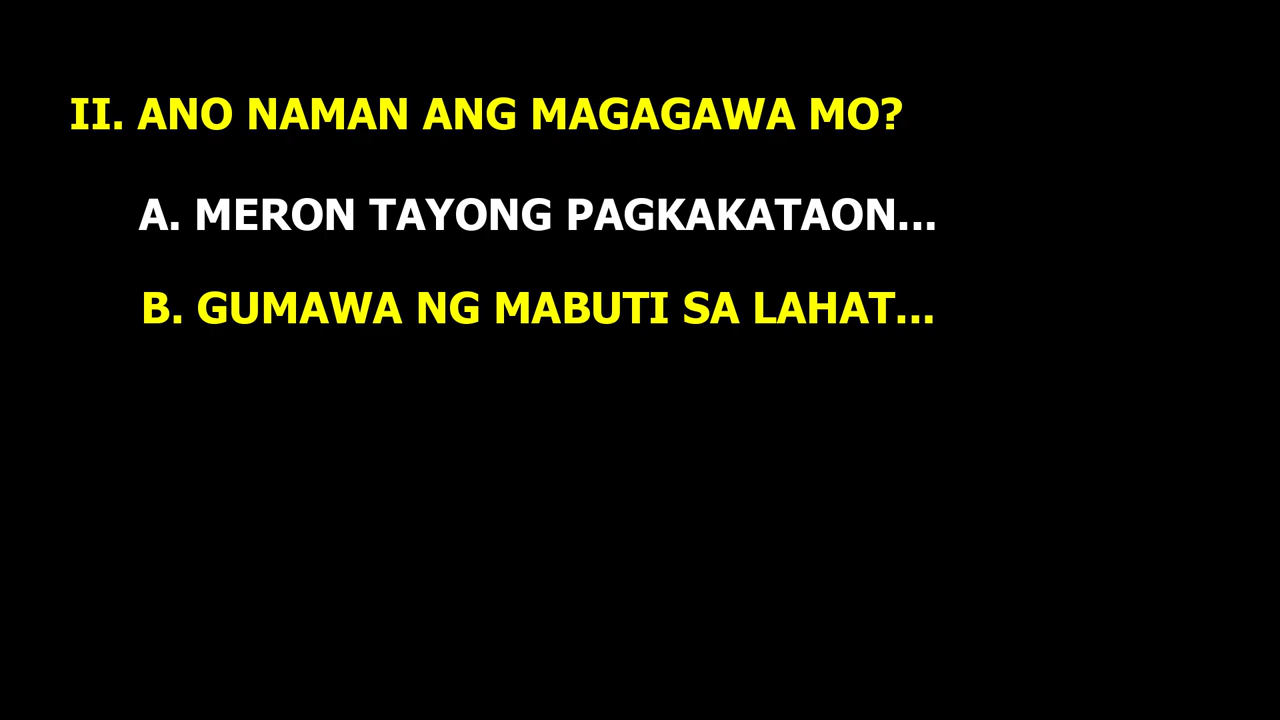 II. ANO NAMAN ANG MAGAGAWA MO?
A. MERON TAYONG PAGKAKATAON...
B. GUMAWA NG MABUTI SA LAHAT...